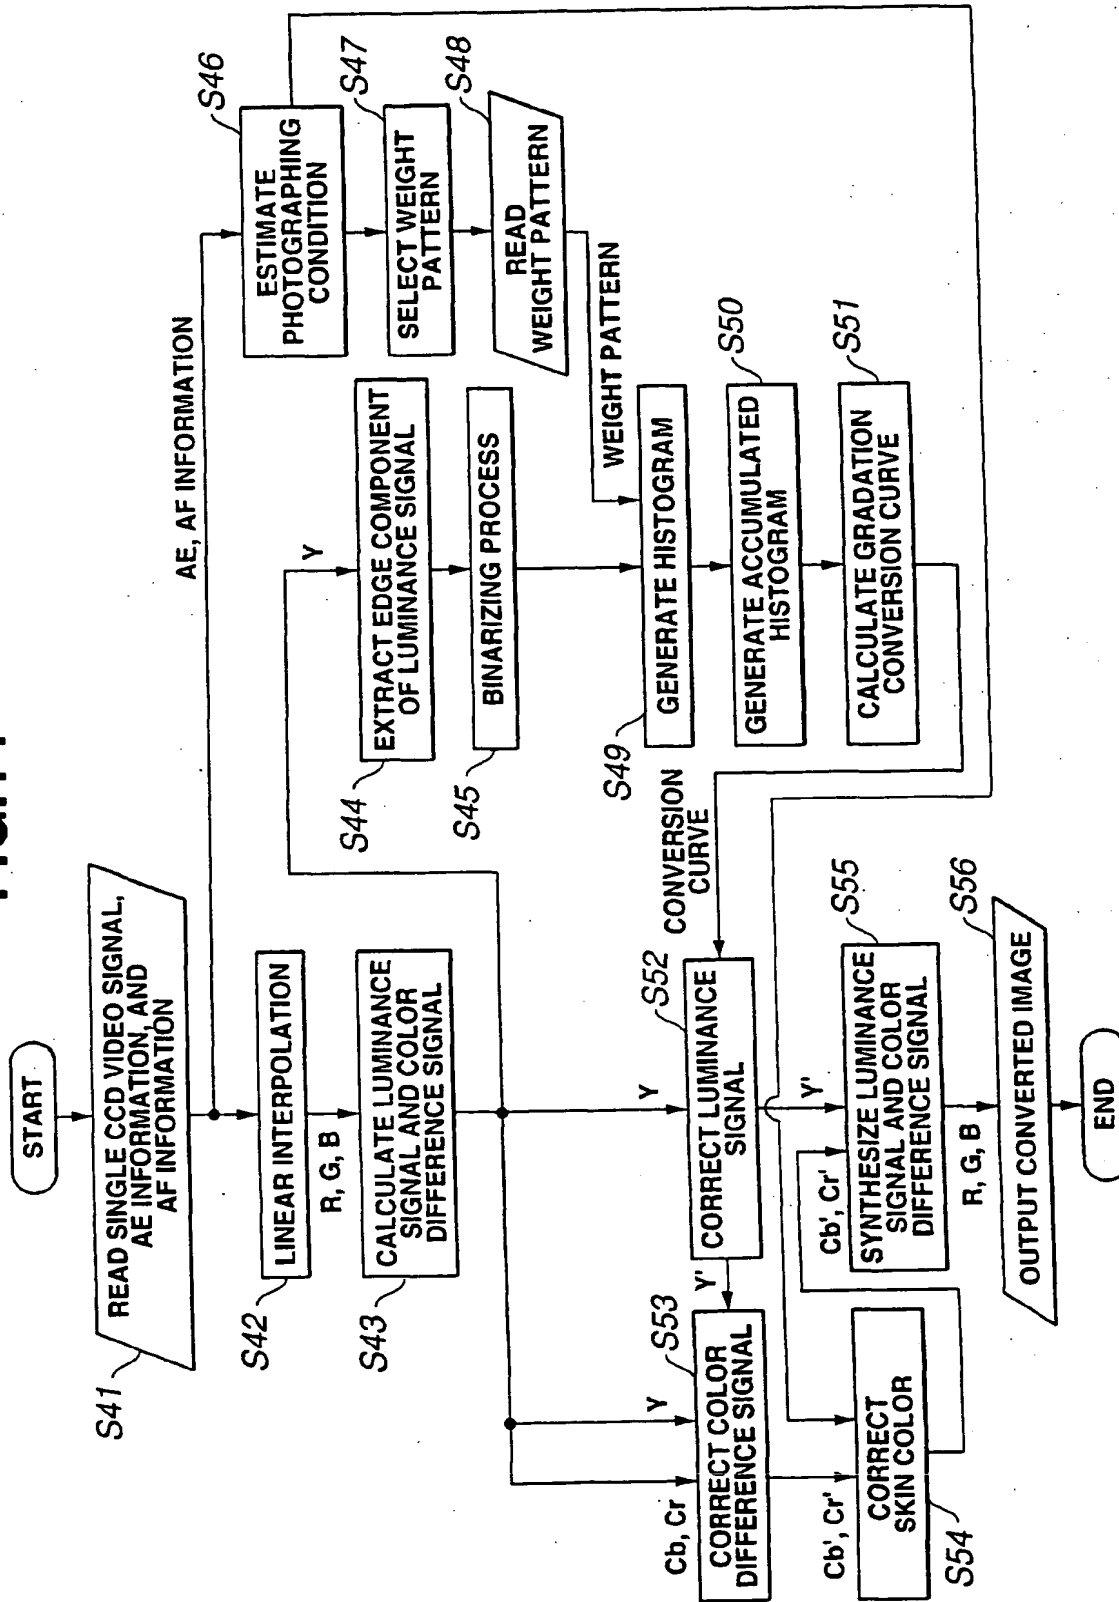 START
READ SINGLE CCD VIDEO SIGNAL,
AE INFORMATION, AND
AF INFORMATION
S41
AE, AF INFORMATION
LINEAR INTERPOLATION
S42
R, G, B
CALCULATE LUMINANCE
SIGNAL AND COLOR
DIFFERENCE SIGNAL
S43
Y
EXTRACT EDGE COMPONENT
OF LUMINANCE SIGNAL
S44
BINARIZING PROCESS
S45
ESTIMATE
PHOTOGRAPHING
CONDITION
S46
SELECT WEIGHT
PATTERN
S47
READ
WEIGHT PATTERN
S48
WEIGHT PATTERN
GENERATE HISTOGRAM
S49
GENERATE ACCUMULATED
HISTOGRAM
S50
CALCULATE GRADATION
CONVERSION CURVE
S51
CONVERSION
CURVE
Y
CORRECT LUMINANCE
SIGNAL
S52
Y'
Y
Cb, Cr
CORRECT COLOR
DIFFERENCE SIGNAL
S53
Cb', Cr'
CORRECT
SKIN COLOR
S54
Cb', Cr'
Y'
SYNTHESIZE LUMINANCE
SIGNAL AND COLOR
DIFFERENCE SIGNAL
S55
R, G, B
OUTPUT CONVERTED IMAGE
S56
END